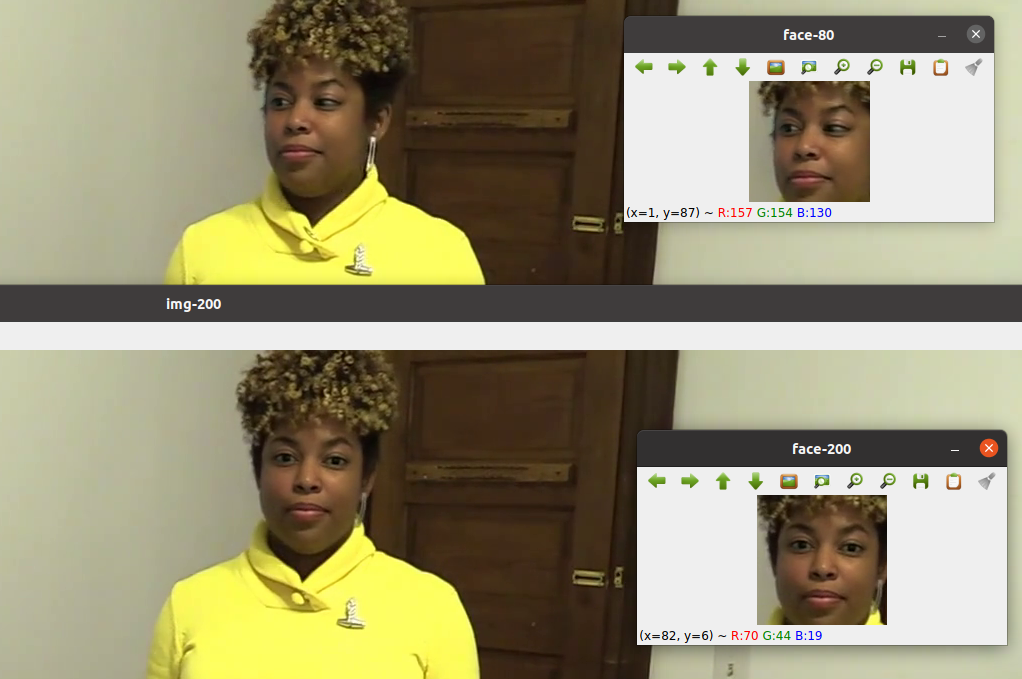 face-80
(x=1, y=87) ~ R:157 G:154 B:130
img-200
face-200
(x=82, y=6) ~ R:70 G:44 B:19